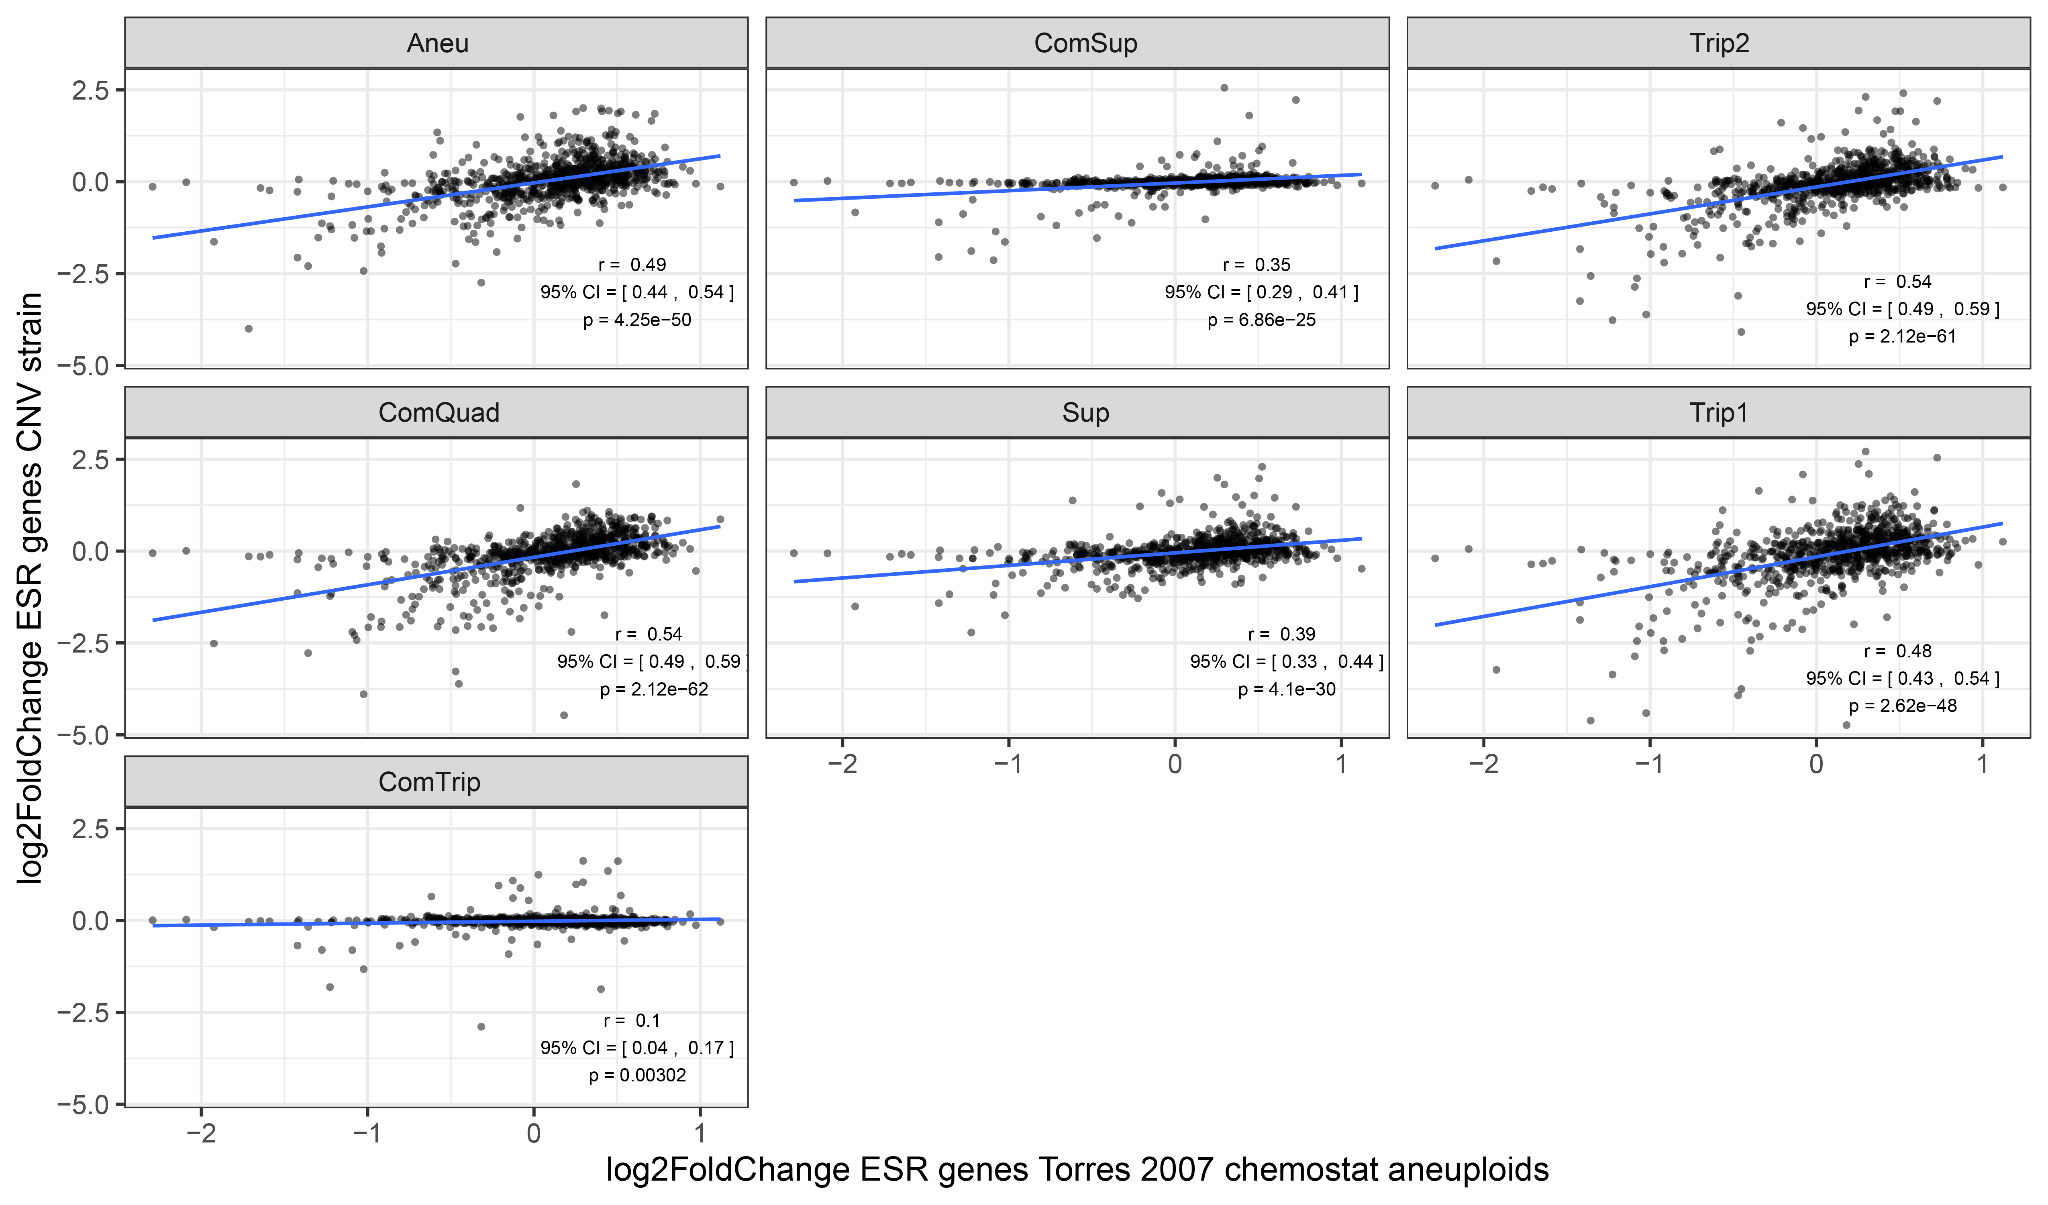 Aneu
ComSup
Trip2
2.5
0.0
−2.5
−5.0
r = 0.49
95% CI = [ 0.44 , 0.54 ]
p = 4.25e−50
r = 0.35
95% CI = [ 0.29 , 0.41 ]
p = 6.86e−25
r = 0.54
95% CI = [ 0.49 , 0.59 ]
p = 2.12e−61
ComQuad
Sup
Trip1
2.5
0.0
−2.5
−5.0
r = 0.54
95% CI = [ 0.49 , 0.59
p = 2.12e−62
r = 0.39
95% CI = [ 0.33 , 0.44 ]
p = 4.1e−30
r = 0.48
95% CI = [ 0.43 , 0.54 ]
p = 2.62e−48
−2 −1 0 1
−2 −1 0 1
ComTrip
2.5
0.0
−2.5
−5.0
r = 0.1
95% CI = [ 0.04 , 0.17 ]
p = 0.00302
−2 −1 0 1
log2FoldChange ESR genes CNV strain
log2FoldChange ESR genes Torres 2007 chemostat aneuploids